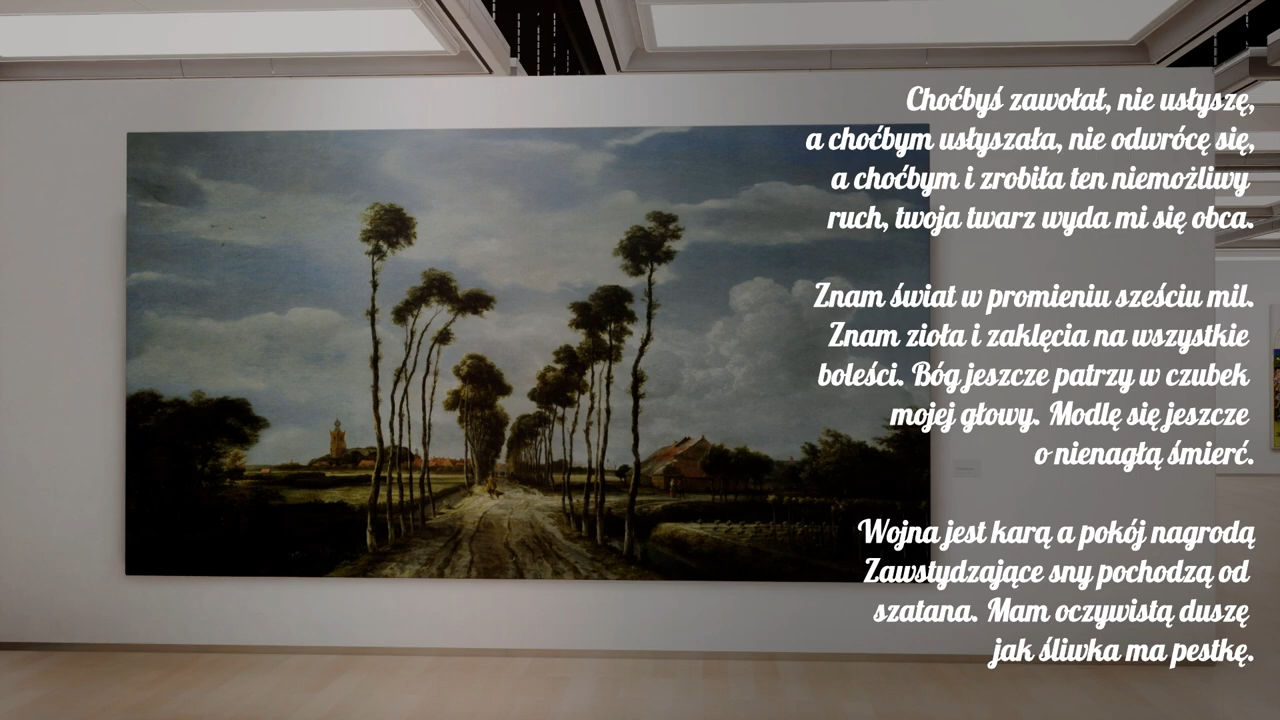 Choćbyś zawołał, nie usłyszę,
a choćbym usłyszała, nie odwrócę się,
a choćbym i zrobiła ten niemożliwy
ruch, twoja twarz wyda mi się obca.
Znam świat w promieniu sześciu mil.
Znam zioła i zaklęcia na wszystkie
boleści. Bóg jeszcze patrzy w czubek
mojej głowy. Modlę się jeszcze
o nienagłą śmierć.
Wojna jest karą a pokój nagrodą
Zawstydzające sny pochodzą od
szatana. Mam oczywistą duszę
jak śliwka ma pestkę.